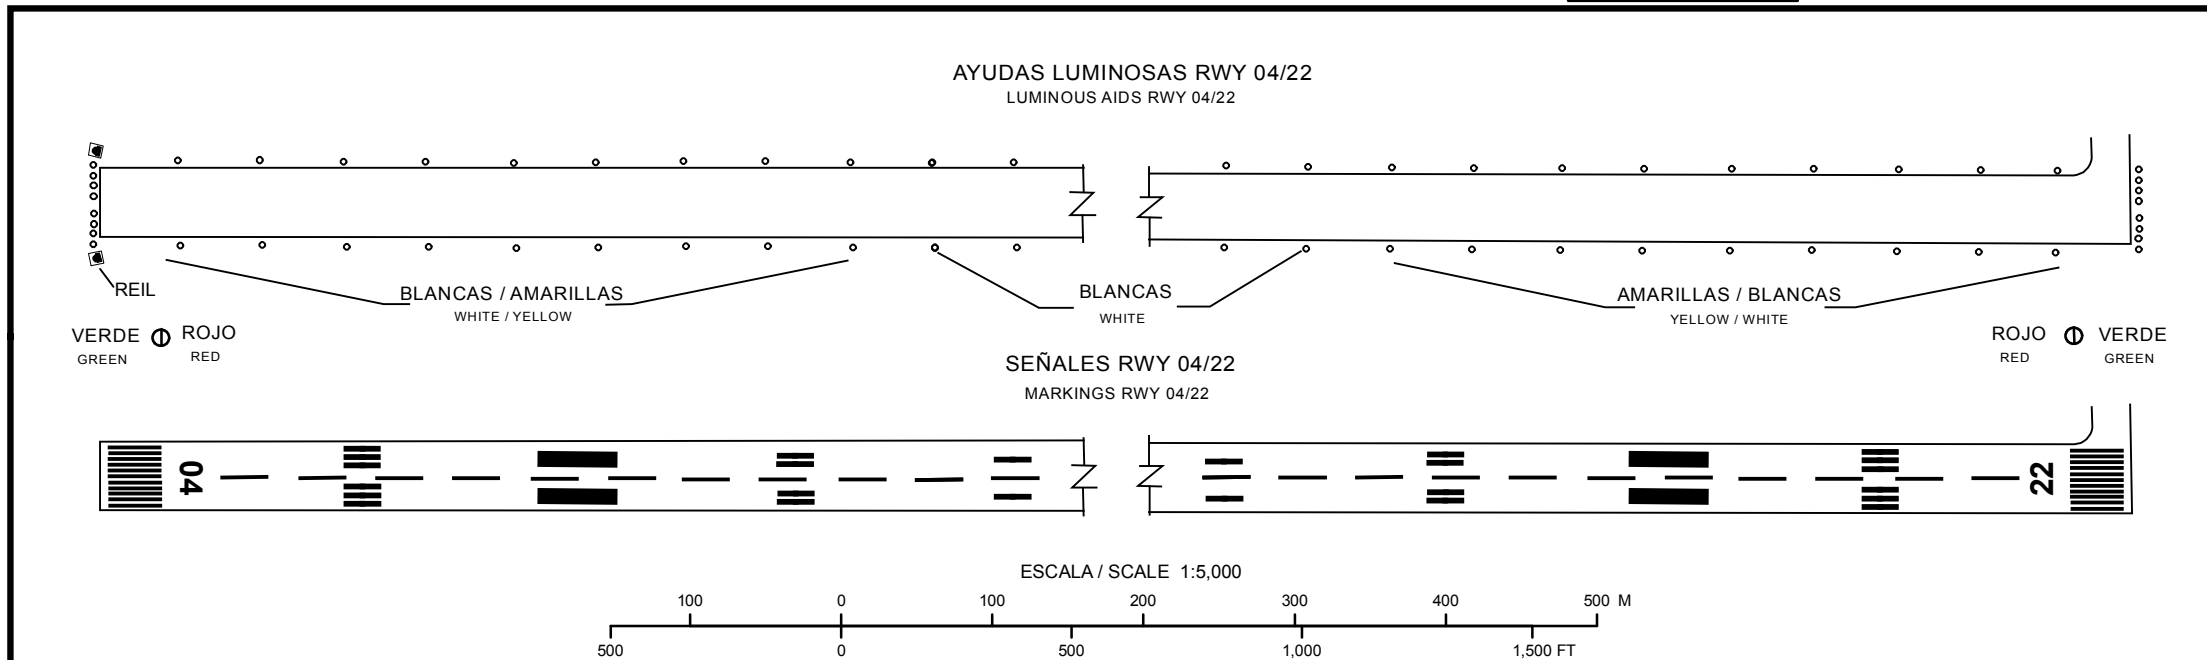 AYUDAS LUMINOSAS RWY 04/22
LUMINOUS AIDS RWY 04/22
REIL
BLANCAS / AMARILLAS
WHITE / YELLOW
BLANCAS
WHITE
AMARILLAS / BLANCAS
YELLOW / WHITE
VERDE ROJO
GREEN RED
ROJO VERDE
RED GREEN
SEÑALES RWY 04/22
MARKINGS RWY 04/22
04
22
ESCALA / SCALE 1:5,000
100 0 100 200 300 400 500 M
500 0 500 1,000 1,500 FT